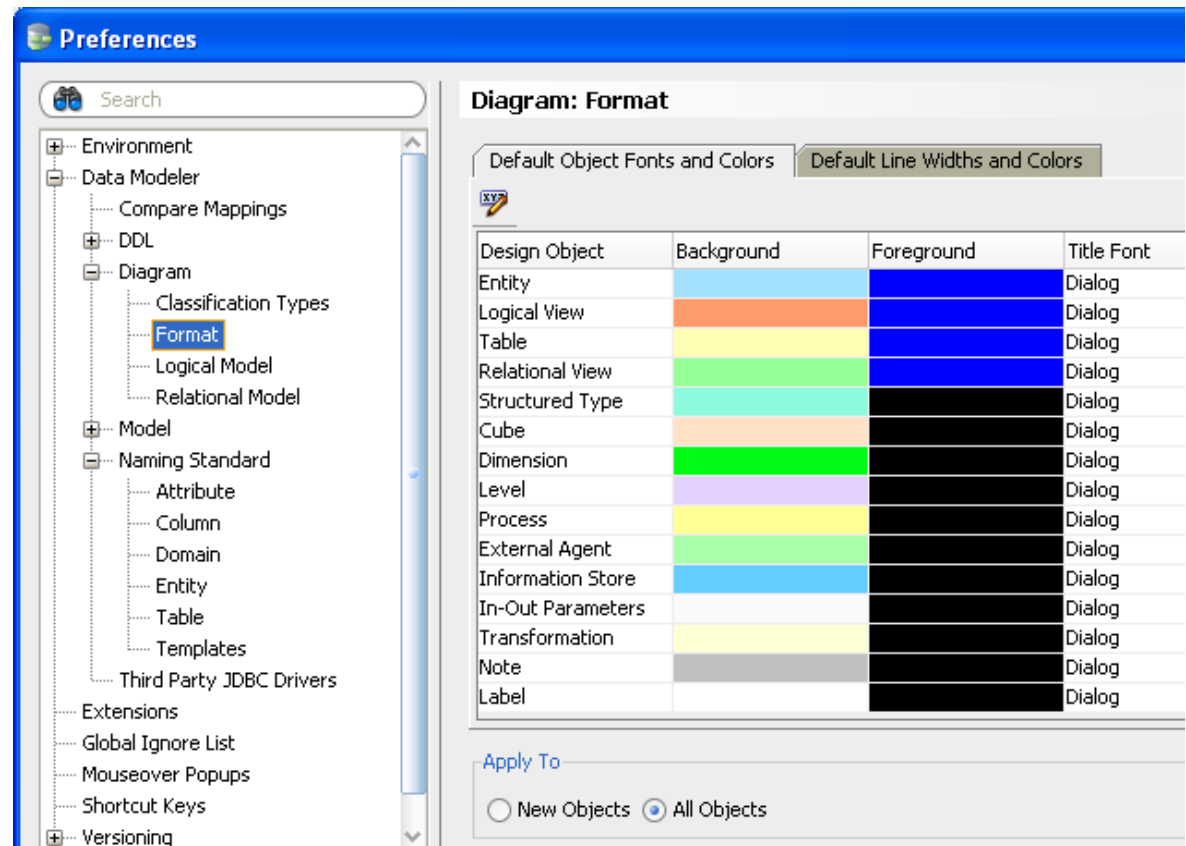 Preferences
Search
Environment
Data Modeler
Compare Mappings
DDL
Diagram
Classification Types
Format
Logical Model
Relational Model
Model
Naming Standard
Attribute
Column
Domain
Entity
Table
Templates
Third Party JDBC Drivers
Extensions
Global Ignore List
Mouseover Popups
Shortcut Keys
Versioning
Diagram: Format
Default Object Fonts and Colors Default Line Widths and Colors
XYZ
Design Object Background Foreground Title Font
Entity Dialog
Logical View Dialog
Table Dialog
Relational View Dialog
Structured Type Dialog
Cube Dialog
Dimension Dialog
Level Dialog
Process Dialog
External Agent Dialog
Information Store Dialog
In-Out Parameters Dialog
Transformation Dialog
Note Dialog
Label Dialog
Apply To
New Objects All Objects